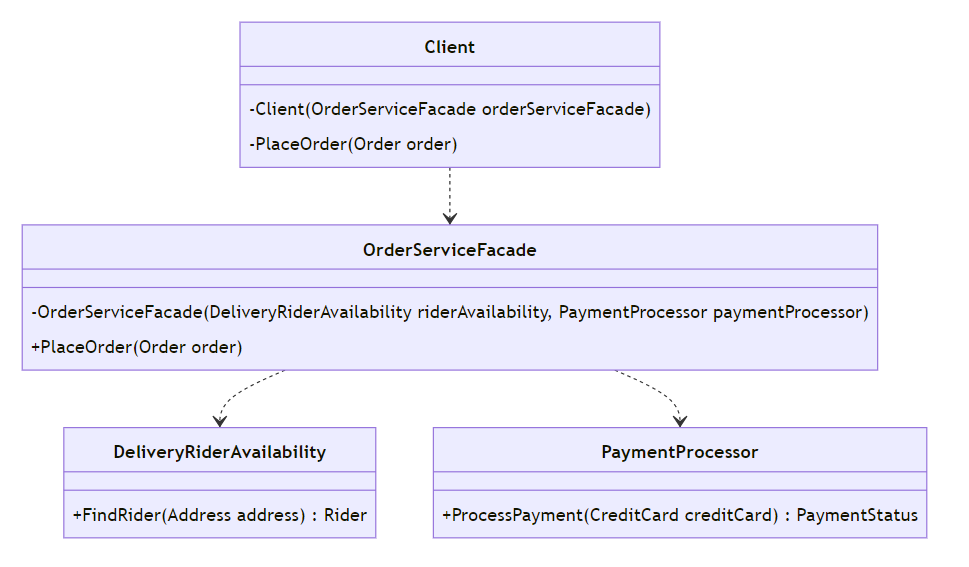 Client
-Client(OrderServiceFacade orderServiceFacade)
-PlaceOrder(Order order)
OrderServiceFacade
-OrderServiceFacade(DeliveryRiderAvailability riderAvailability, PaymentProcessor paymentProcessor)
+PlaceOrder(Order order)
DeliveryRiderAvailability
+FindRider(Address address) : Rider
PaymentProcessor
+ProcessPayment(CreditCard creditCard) : PaymentStatus